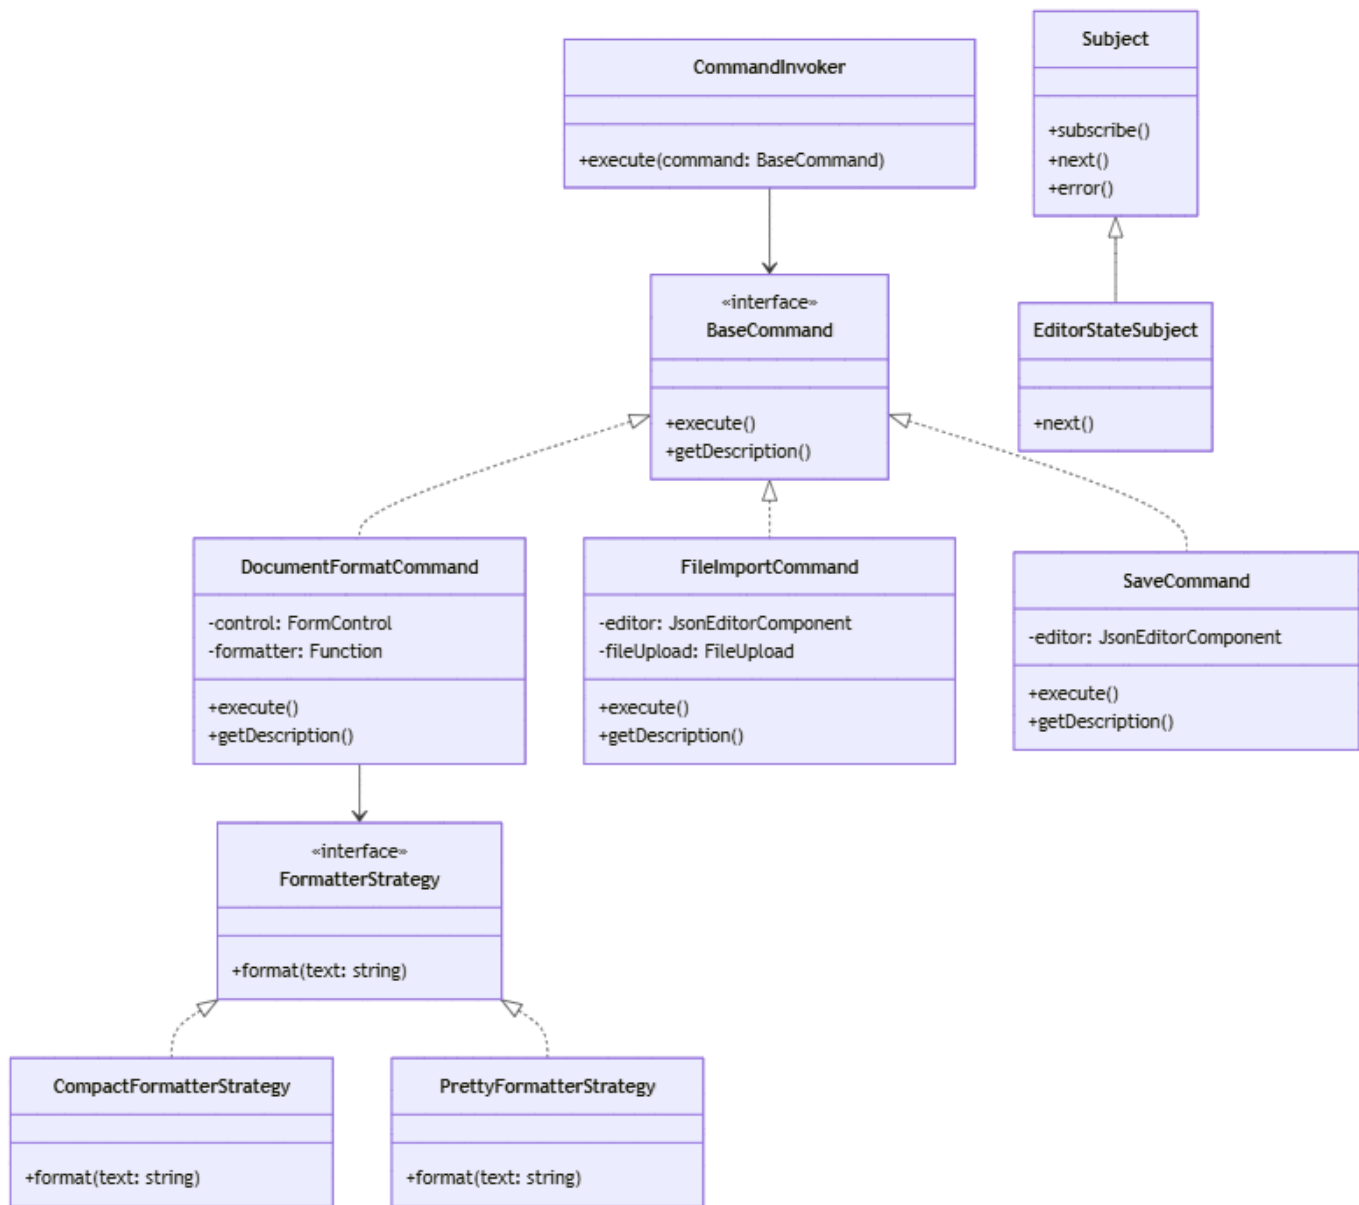 CommandInvoker
+execute(command: BaseCommand)
Subject
+subscribe()
+next()
+error()
«interface»
BaseCommand
+execute()
+getDescription()
EditorStateSubject
+next()
DocumentFormatCommand
-control: FormControl
-formatter: Function
+execute()
+getDescription()
FileImportCommand
-editor: JsonEditorComponent
-fileUpload: FileUpload
+execute()
+getDescription()
SaveCommand
-editor: JsonEditorComponent
+execute()
+getDescription()
«interface»
FormatterStrategy
+format(text: string)
CompactFormatterStrategy
+format(text: string)
PrettyFormatterStrategy
+format(text: string)